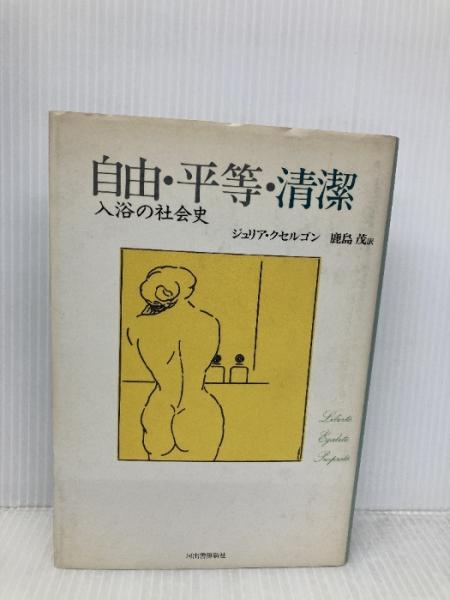 自由・平等・清潔
入浴の社会史
ジュリア・クセルゴン 鹿島 茂訳
Liberté
Égalité
Propreté
河出書房新社